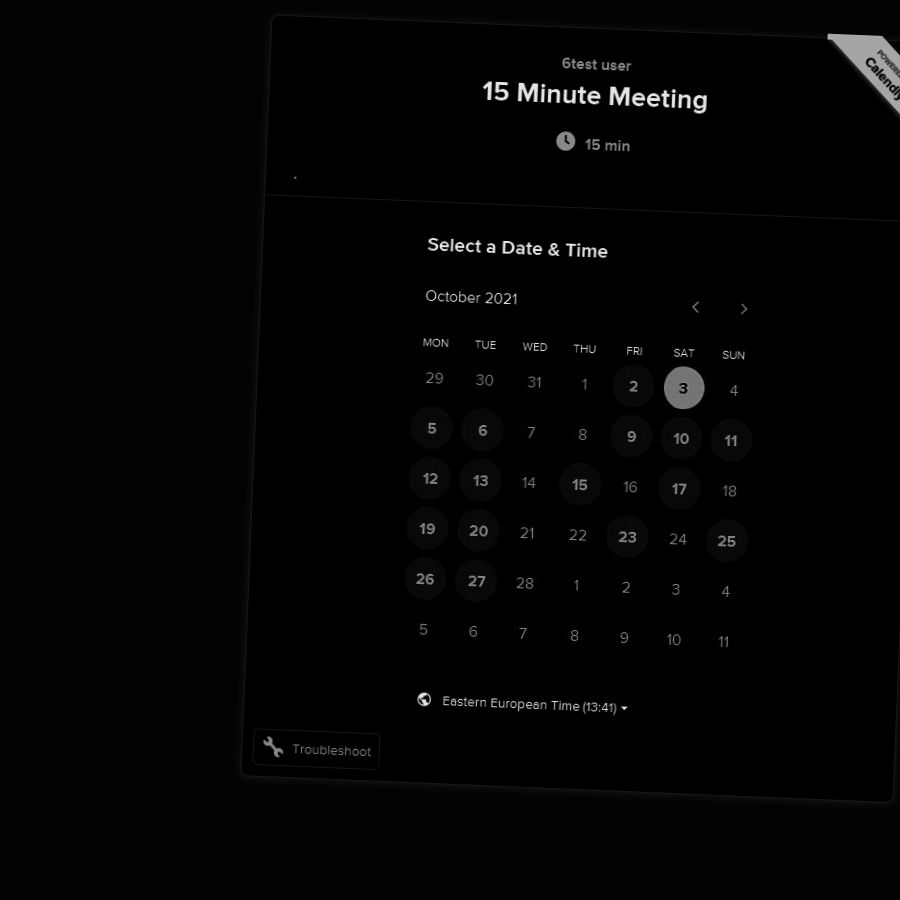 6test user
15 Minute Meeting
15 min
.
POWERED
Calendly
Select a Date & Time
October 2021
MON TUE WED THU FRI SAT SUN
29 30 31 1 2 3 4
5 6 7 8 9 10 11
12 13 14 15 16 17 18
19 20 21 22 23 24 25
26 27 28 1 2 3 4
5 6 7 8 9 10 11
Eastern European Time (13:41)
Troubleshoot